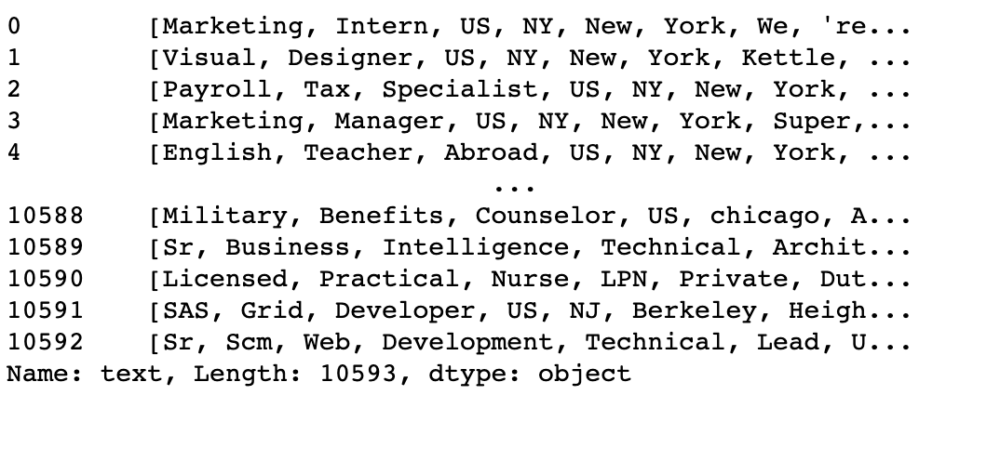 0 [Marketing, Intern, US, NY, New, York, We, 're...
1 [Visual, Designer, US, NY, New, York, Kettle, ...
2 [Payroll, Tax, Specialist, US, NY, New, York, ...
3 [Marketing, Manager, US, NY, New, York, Super,...
4 [English, Teacher, Abroad, US, NY, New, York, ...
...
10588 [Military, Benefits, Counselor, US, chicago, A...
10589 [Sr, Business, Intelligence, Technical, Archit...
10590 [Licensed, Practical, Nurse, LPN, Private, Dut...
10591 [SAS, Grid, Developer, US, NJ, Berkeley, Heigh...
10592 [Sr, Scm, Web, Development, Technical, Lead, U...
Name: text, Length: 10593, dtype: object